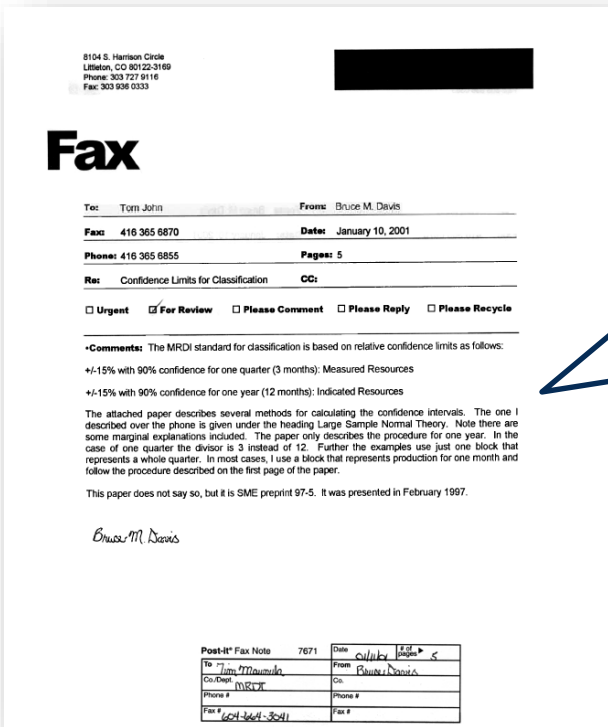 8104 S. Harrison Circle
Littleton, CO 80122-3169
Phone: 303 727 9116
Fax: 303 936 0333
Fax
To: Tom John From: Bruce M. Davis
Fax: 416 365 6870 Date: January 10, 2001
Phone: 416 365 6855 Pages: 5
Re: Confidence Limits for Classification CC:
☐ Urgent ☑ For Review ☐ Please Comment ☐ Please Reply ☐ Please Recycle
•Comments: The MRDI standard for classification is based on relative confidence limits as follows:
+/-15% with 90% confidence for one quarter (3 months): Measured Resources
+/-15% with 90% confidence for one year (12 months): Indicated Resources
The attached paper describes several methods for calculating the confidence intervals. The one I
described over the phone is given under the heading Large Sample Normal Theory. Note there are
some marginal explanations included. The paper only describes the procedure for one year. In the
case of one quarter the divisor is 3 instead of 12. Further the examples use just one block that
represents a whole quarter. In most cases, I use a block that represents production for one month and
follow the procedure described on the first page of the paper.
This paper does not say so, but it is SME preprint 97-5. It was presented in February 1997.
Bruce M. Davis
Post-it® Fax Note 7671 Date 01/11/01 # of pages ▶ 5
To Tim From Bruce Davis
Co./Dept. MRDI Co.
Phone # Phone #
Fax # 604-664-3041 Fax #